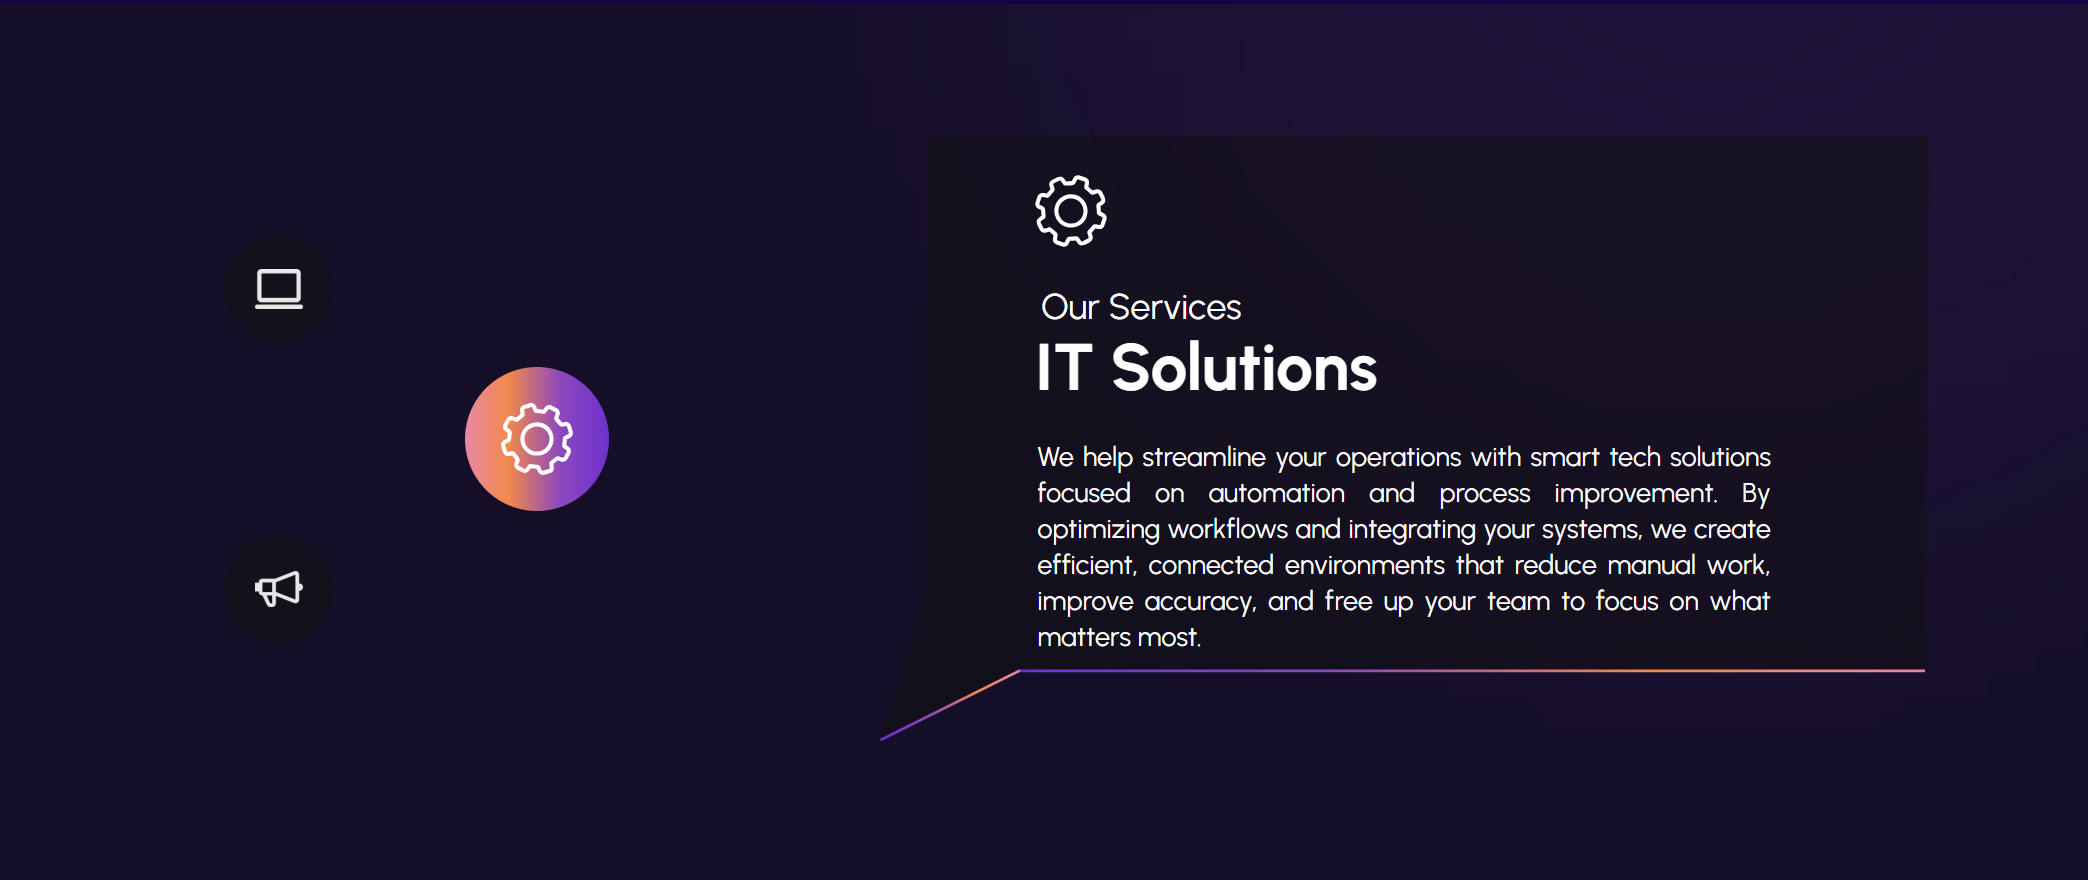 Our Services
IT Solutions
We help streamline your operations with smart tech solutions
focused on automation and process improvement. By
optimizing workflows and integrating your systems, we create
efficient, connected environments that reduce manual work,
improve accuracy, and free up your team to focus on what
matters most.